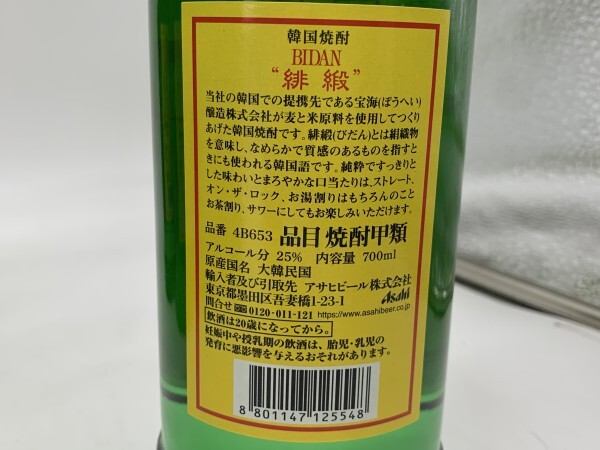 韓国焼酎
BIDAN
“緋緞”
当社の韓国での提携先である宝海(ぼうへい)
醸造株式会社が麦と米原料を使用してつくり
あげた韓国焼酎です。緋緞(びだん)とは絹織物
を意味し、なめらかで質感のあるものを指すと
きにも使われる韓国語です。純粋ですっきりと
した味わいとまろやかな口当たりは、ストレート、
オン・ザ・ロック、お湯割りはもちろんのこと
お茶割り、サワーにしてもお楽しみいただけます。
品番 4B653 品目 焼酎甲類
アルコール分 25% 内容量 700ml
原産国名 大韓民国
輸入者及び引取先 アサヒビール株式会社
東京都墨田区吾妻橋1-23-1 Asahi
問合せ 0120-011-121 https://www.asahibeer.co.jp
飲酒は20歳になってから。
妊娠中や授乳期の飲酒は、胎児・乳児の
発育に悪影響を与えるおそれがあります。
8 801147 125548